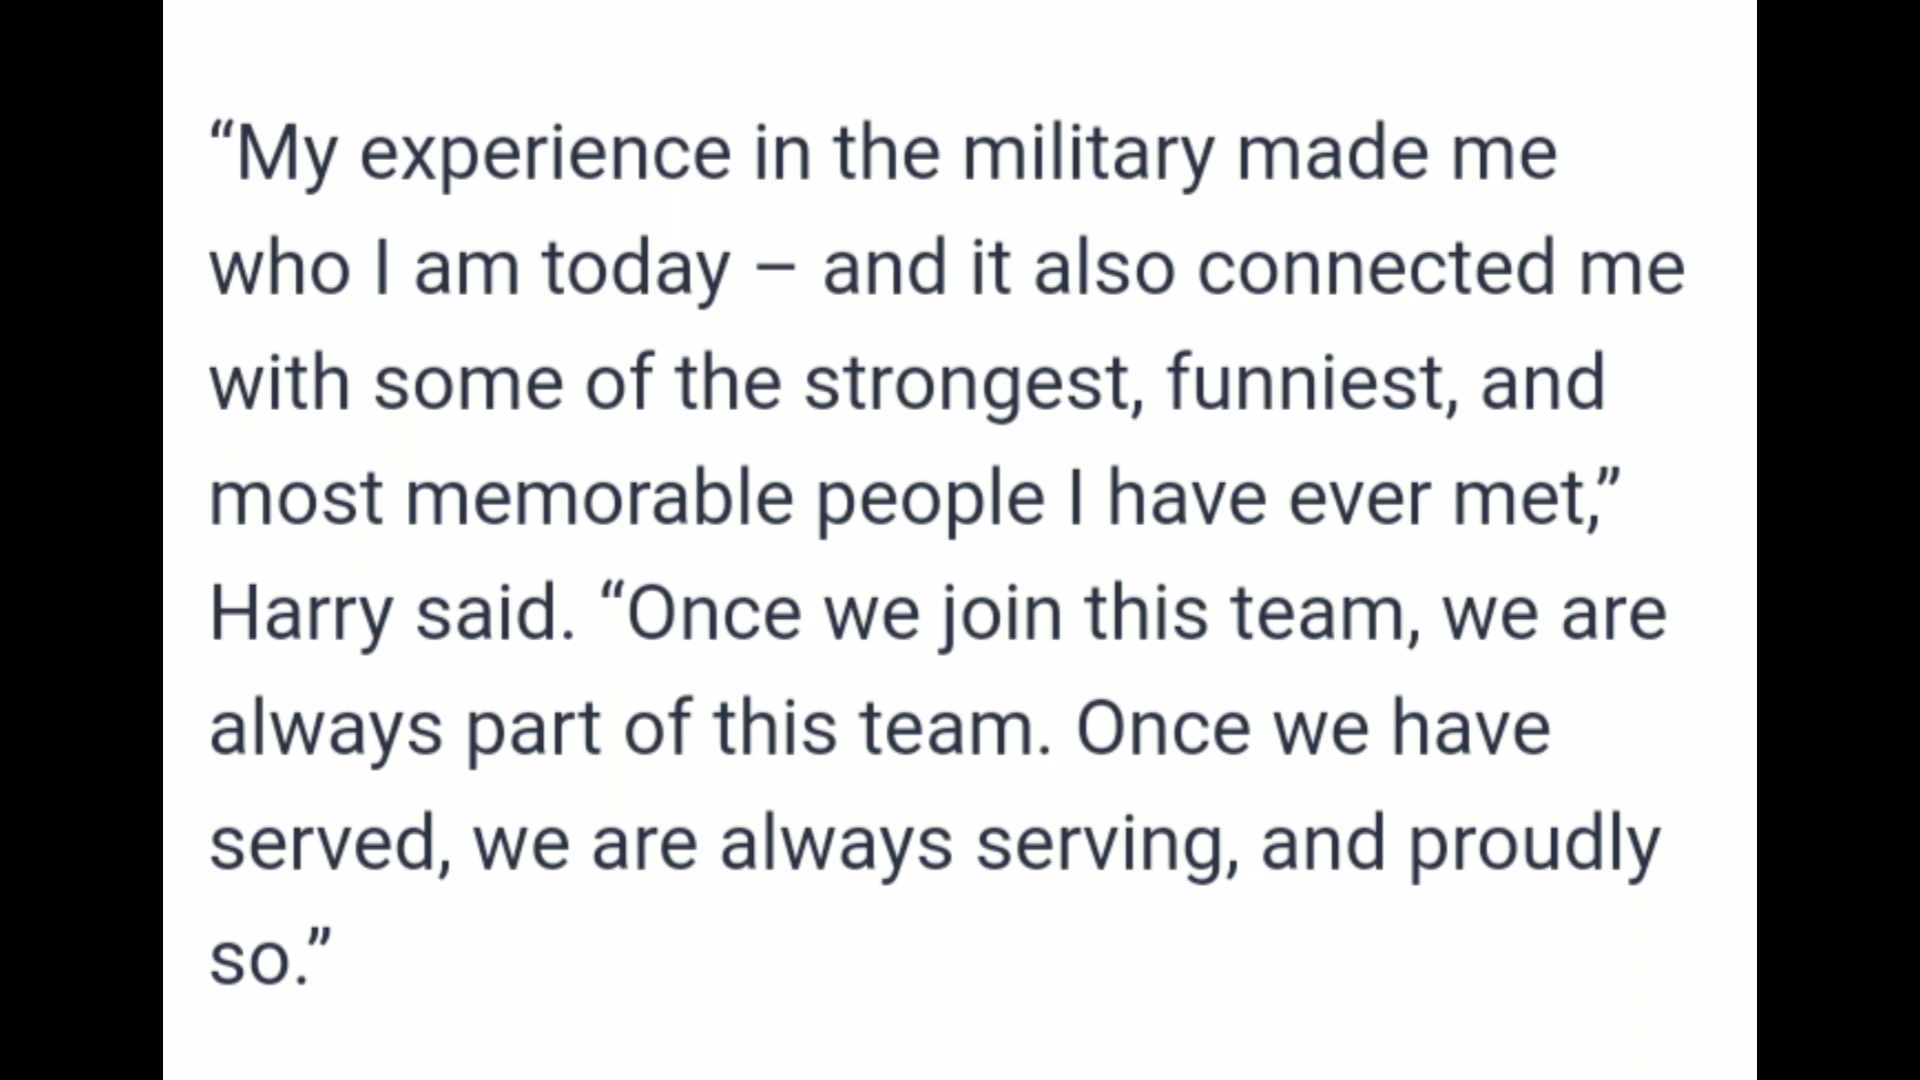 “My experience in the military made me
who I am today – and it also connected me
with some of the strongest, funniest, and
most memorable people I have ever met,”
Harry said. “Once we join this team, we are
always part of this team. Once we have
served, we are always serving, and proudly
so.”